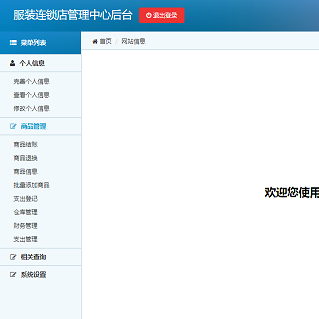 服装连锁店管理中心后台
退出登录
菜单列表
首页 / 网站信息
个人信息
完善个人信息
查看个人信息
修改个人信息
商品管理
商品结账
商品退换
商品信息
批量添加商品
支出登记
仓库管理
财务管理
支出管理
相关查询
系统设置
欢迎您使用